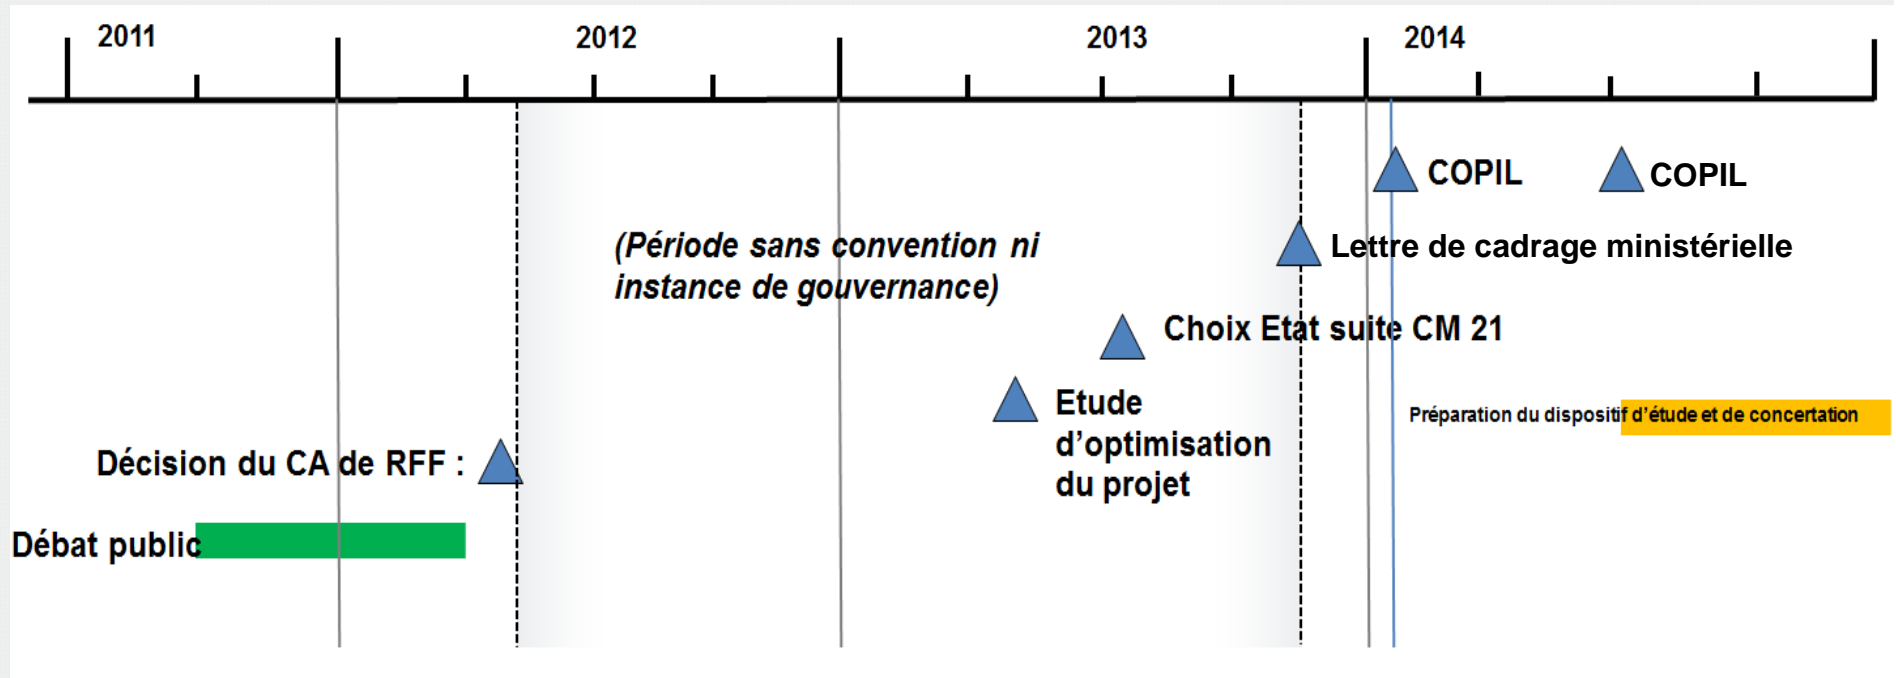 2011
2012
2013
2014
COPIL
COPIL
(Période sans convention ni
instance de gouvernance)
Lettre de cadrage ministérielle
Choix Etat suite CM 21
Etude
d’optimisation
du projet
Préparation du dispositif d’étude et de concertation
Décision du CA de RFF :
Débat public